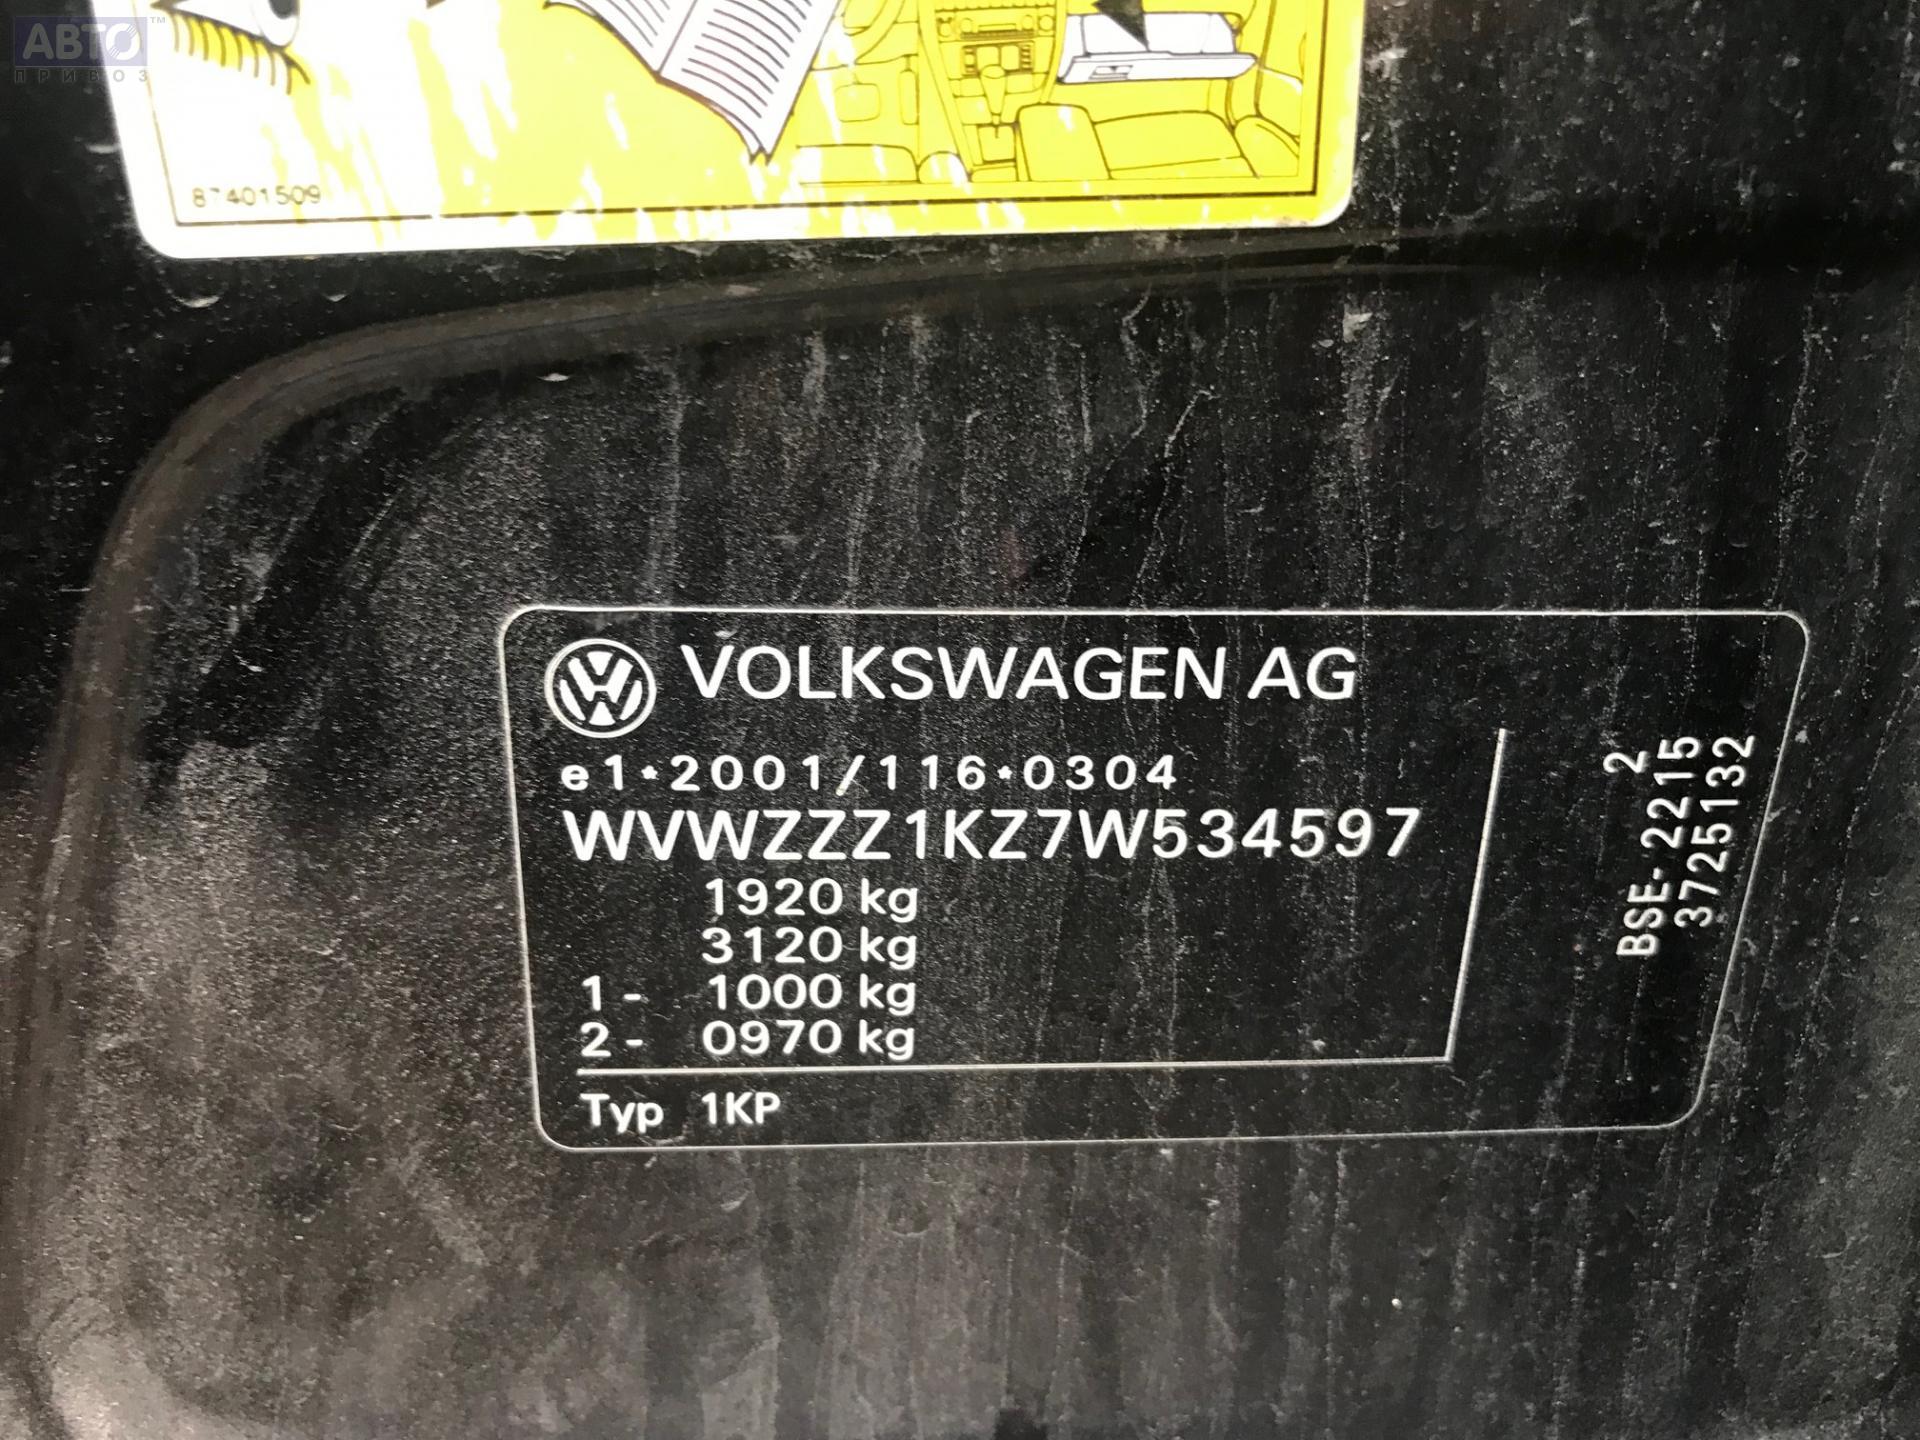 АВТО™
ПРИВОЗ
87401509
VOLKSWAGEN AG
e1*2001/116*0304
WVWZZZ1KZ7W534597
1920 kg
3120 kg
1- 1000 kg
2- 0970 kg
Typ 1KP
2
BSE-2215
3725132